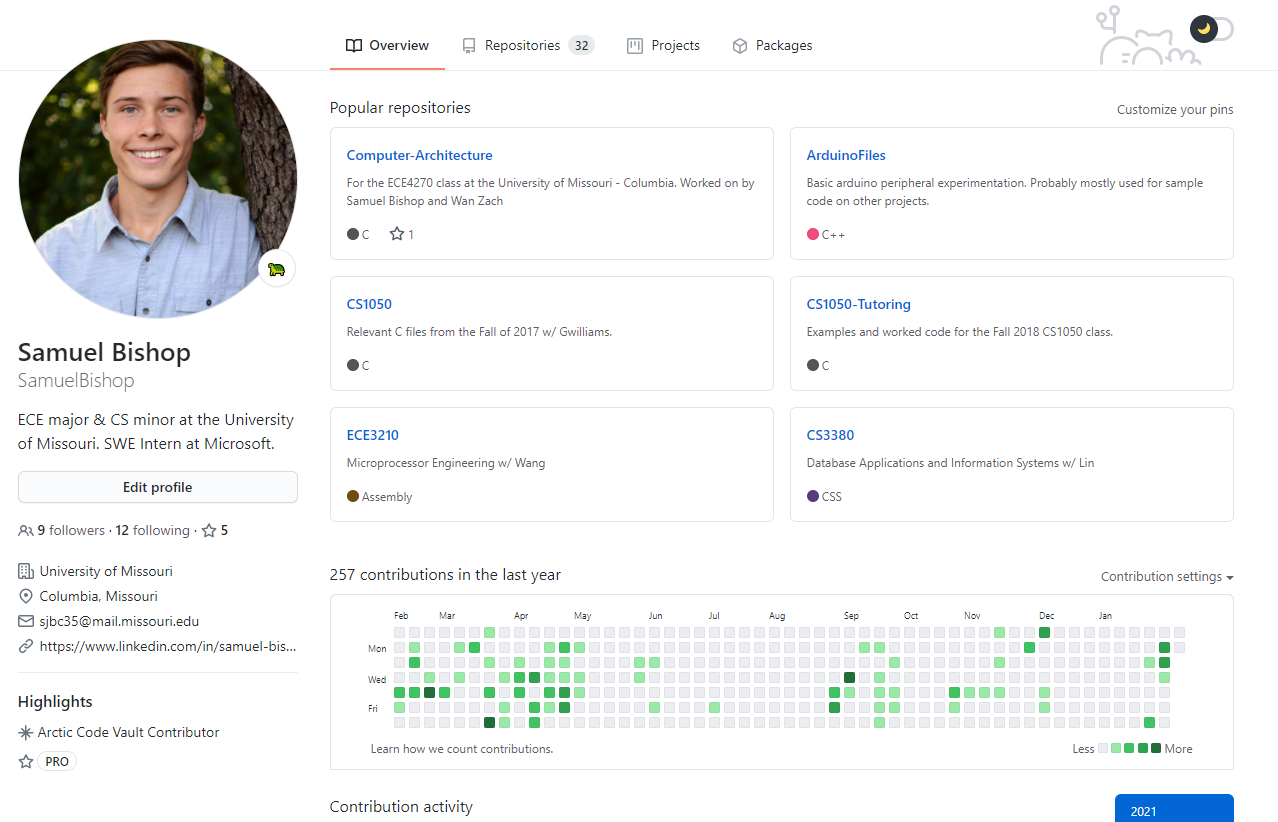 Overview
Repositories 32
Projects
Packages
Samuel Bishop
SamuelBishop
ECE major & CS minor at the University
of Missouri. SWE Intern at Microsoft.
Edit profile
9 followers · 12 following · 5
University of Missouri
Columbia, Missouri
sjbc35@mail.missouri.edu
https://www.linkedin.com/in/samuel-bis...
Highlights
Arctic Code Vault Contributor
PRO
Popular repositories
Customize your pins
Computer-Architecture
For the ECE4270 class at the University of Missouri - Columbia. Worked on by
Samuel Bishop and Wan Zach
C 1
ArduinoFiles
Basic arduino peripheral experimentation. Probably mostly used for sample
code on other projects.
C++
CS1050
Relevant C files from the Fall of 2017 w/ Gwilliams.
C
CS1050-Tutoring
Examples and worked code for the Fall 2018 CS1050 class.
C
ECE3210
Microprocessor Engineering w/ Wang
Assembly
CS3380
Database Applications and Information Systems w/ Lin
CSS
257 contributions in the last year
Contribution settings
Feb Mar Apr May Jun Jul Aug Sep Oct Nov Dec Jan
Mon
Wed
Fri
Learn how we count contributions.
Less More
Contribution activity
2021